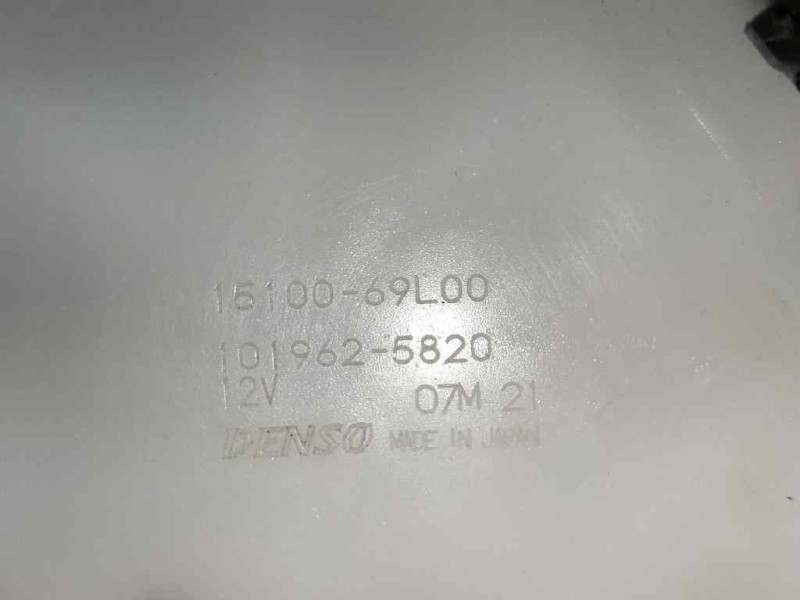 15100-69L00
101962-5820
12V 07M 21
DENSO MADE IN JAPAN